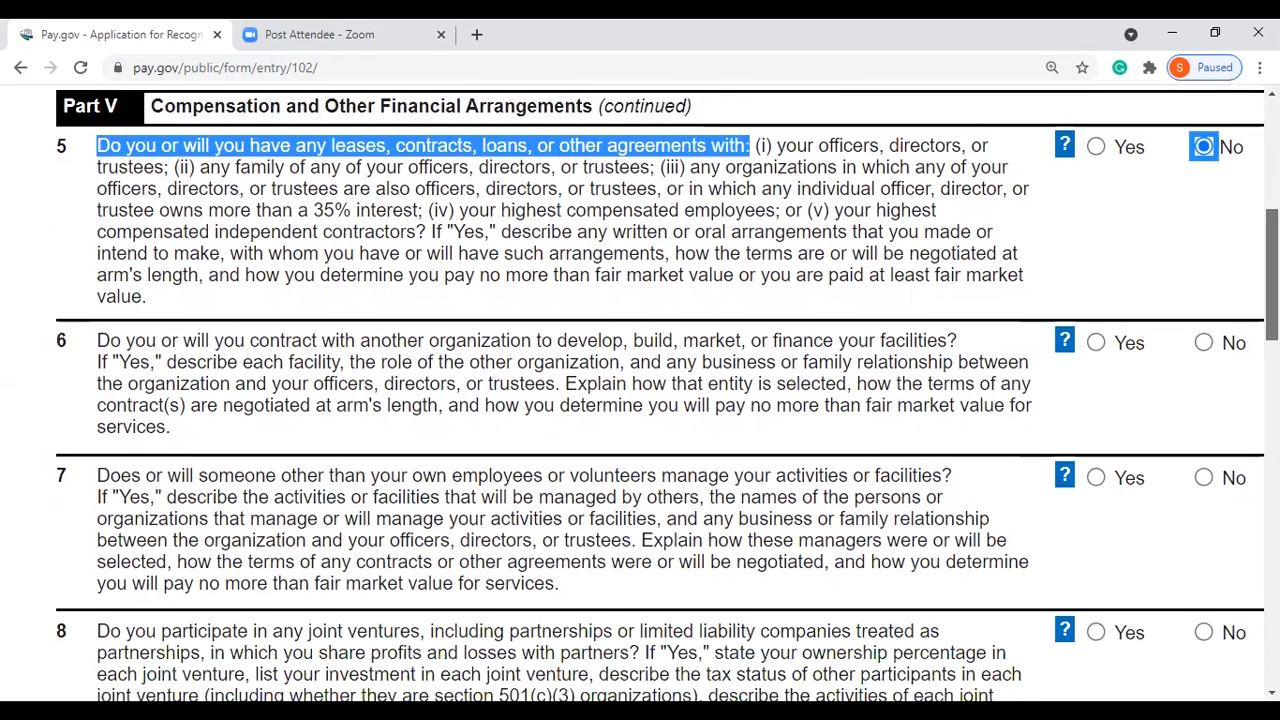 Pay.gov - Application for Recogn
Post Attendee - Zoom
pay.gov/public/form/entry/102/
S Paused
Part V Compensation and Other Financial Arrangements (continued)
5 Do you or will you have any leases, contracts, loans, or other agreements with: (i) your officers, directors, or ? Yes No
trustees; (ii) any family of any of your officers, directors, or trustees; (iii) any organizations in which any of your
officers, directors, or trustees are also officers, directors, or trustees, or in which any individual officer, director, or
trustee owns more than a 35% interest; (iv) your highest compensated employees; or (v) your highest
compensated independent contractors? If "Yes," describe any written or oral arrangements that you made or
intend to make, with whom you have or will have such arrangements, how the terms are or will be negotiated at
arm's length, and how you determine you pay no more than fair market value or you are paid at least fair market
value.
6 Do you or will you contract with another organization to develop, build, market, or finance your facilities? ? Yes No
If "Yes," describe each facility, the role of the other organization, and any business or family relationship between
the organization and your officers, directors, or trustees. Explain how that entity is selected, how the terms of any
contract(s) are negotiated at arm's length, and how you determine you will pay no more than fair market value for
services.
7 Does or will someone other than your own employees or volunteers manage your activities or facilities? ? Yes No
If "Yes," describe the activities or facilities that will be managed by others, the names of the persons or
organizations that manage or will manage your activities or facilities, and any business or family relationship
between the organization and your officers, directors, or trustees. Explain how these managers were or will be
selected, how the terms of any contracts or other agreements were or will be negotiated, and how you determine
you will pay no more than fair market value for services.
8 Do you participate in any joint ventures, including partnerships or limited liability companies treated as ? Yes No
partnerships, in which you share profits and losses with partners? If "Yes," state your ownership percentage in
each joint venture, list your investment in each joint venture, describe the tax status of other participants in each
joint venture (including whether they are section 501(c)(3) organizations), describe the activities of each joint